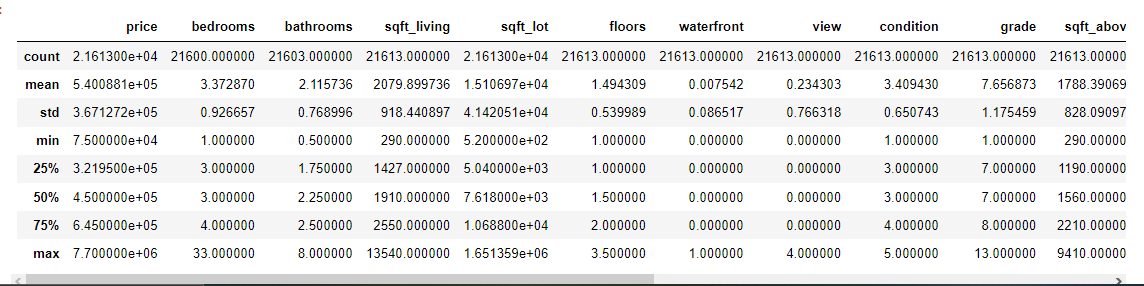 price bedrooms bathrooms sqft_living sqft_lot floors waterfront view condition grade sqft_abov
count 2.161300e+04 21600.000000 21603.000000 21613.000000 2.161300e+04 21613.000000 21613.000000 21613.000000 21613.000000 21613.000000 21613.00000
mean 5.400881e+05 3.372870 2.115736 2079.899736 1.510697e+04 1.494309 0.007542 0.234303 3.409430 7.656873 1788.39069
std 3.671272e+05 0.926657 0.768996 918.440897 4.142051e+04 0.539989 0.086517 0.766318 0.650743 1.175459 828.09097
min 7.500000e+04 1.000000 0.500000 290.000000 5.200000e+02 1.000000 0.000000 0.000000 1.000000 1.000000 290.00000
25% 3.219500e+05 3.000000 1.750000 1427.000000 5.040000e+03 1.000000 0.000000 0.000000 3.000000 7.000000 1190.00000
50% 4.500000e+05 3.000000 2.250000 1910.000000 7.618000e+03 1.500000 0.000000 0.000000 3.000000 7.000000 1560.00000
75% 6.450000e+05 4.000000 2.500000 2550.000000 1.068800e+04 2.000000 0.000000 0.000000 4.000000 8.000000 2210.00000
max 7.700000e+06 33.000000 8.000000 13540.000000 1.651359e+06 3.500000 1.000000 4.000000 5.000000 13.000000 9410.00000